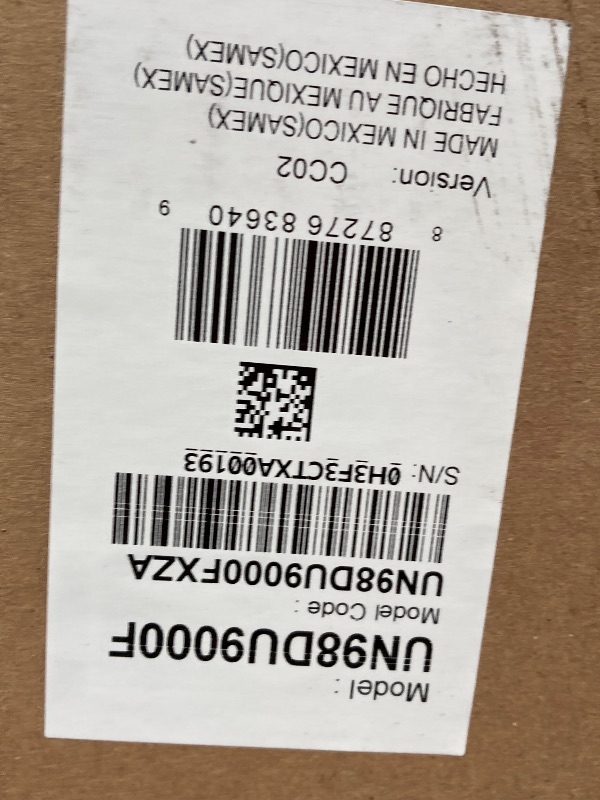 Model :
UN98DU9000F
Model Code :
UN98DU9000FXZA
S/N: 0H3F3CTXA00193
8 87276 83640 9
Version: CC02
MADE IN MEXICO(SAMEX)
FABRIQUE AU MEXIQUE(SAMEX)
HECHO EN MEXICO(SAMEX)